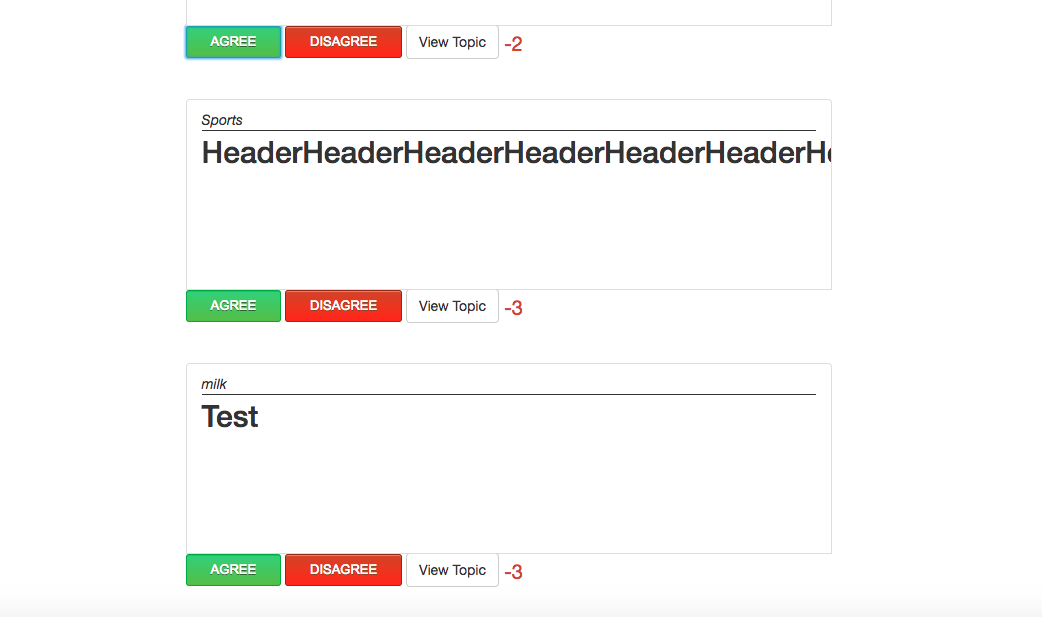 AGREE DISAGREE View Topic -2
Sports
HeaderHeaderHeaderHeaderHeaderHeaderHe
AGREE DISAGREE View Topic -3
milk
Test
AGREE DISAGREE View Topic -3